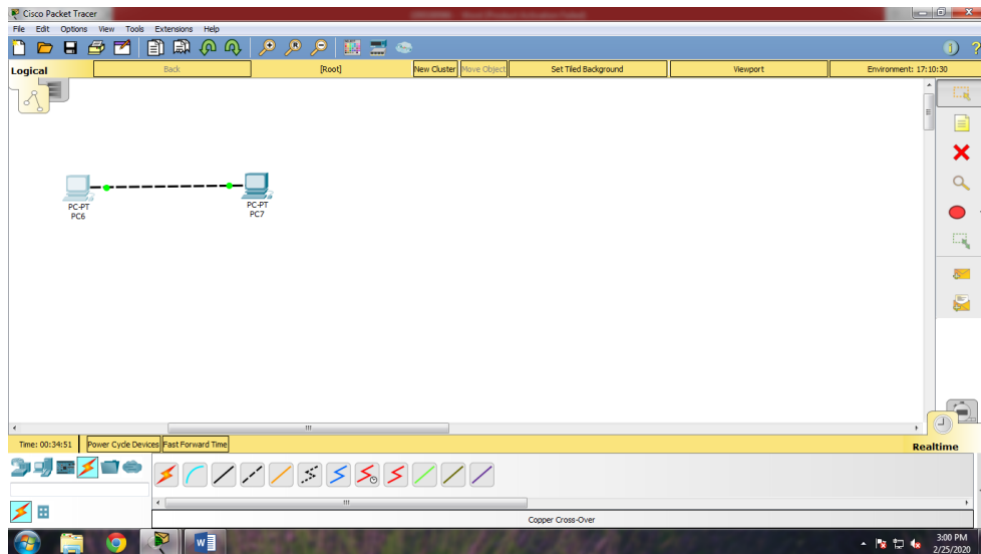 Cisco Packet Tracer
File Edit Options View Tools Extensions Help
Logical Back [Root] New Cluster Move Object Set Tiled Background Viewport Environment: 17:10:30
PC-PT
PC6
PC-PT
PC7
Time: 00:34:51 Power Cycle Devices Fast Forward Time Realtime
Copper Cross-Over
3:00 PM
2/25/2020